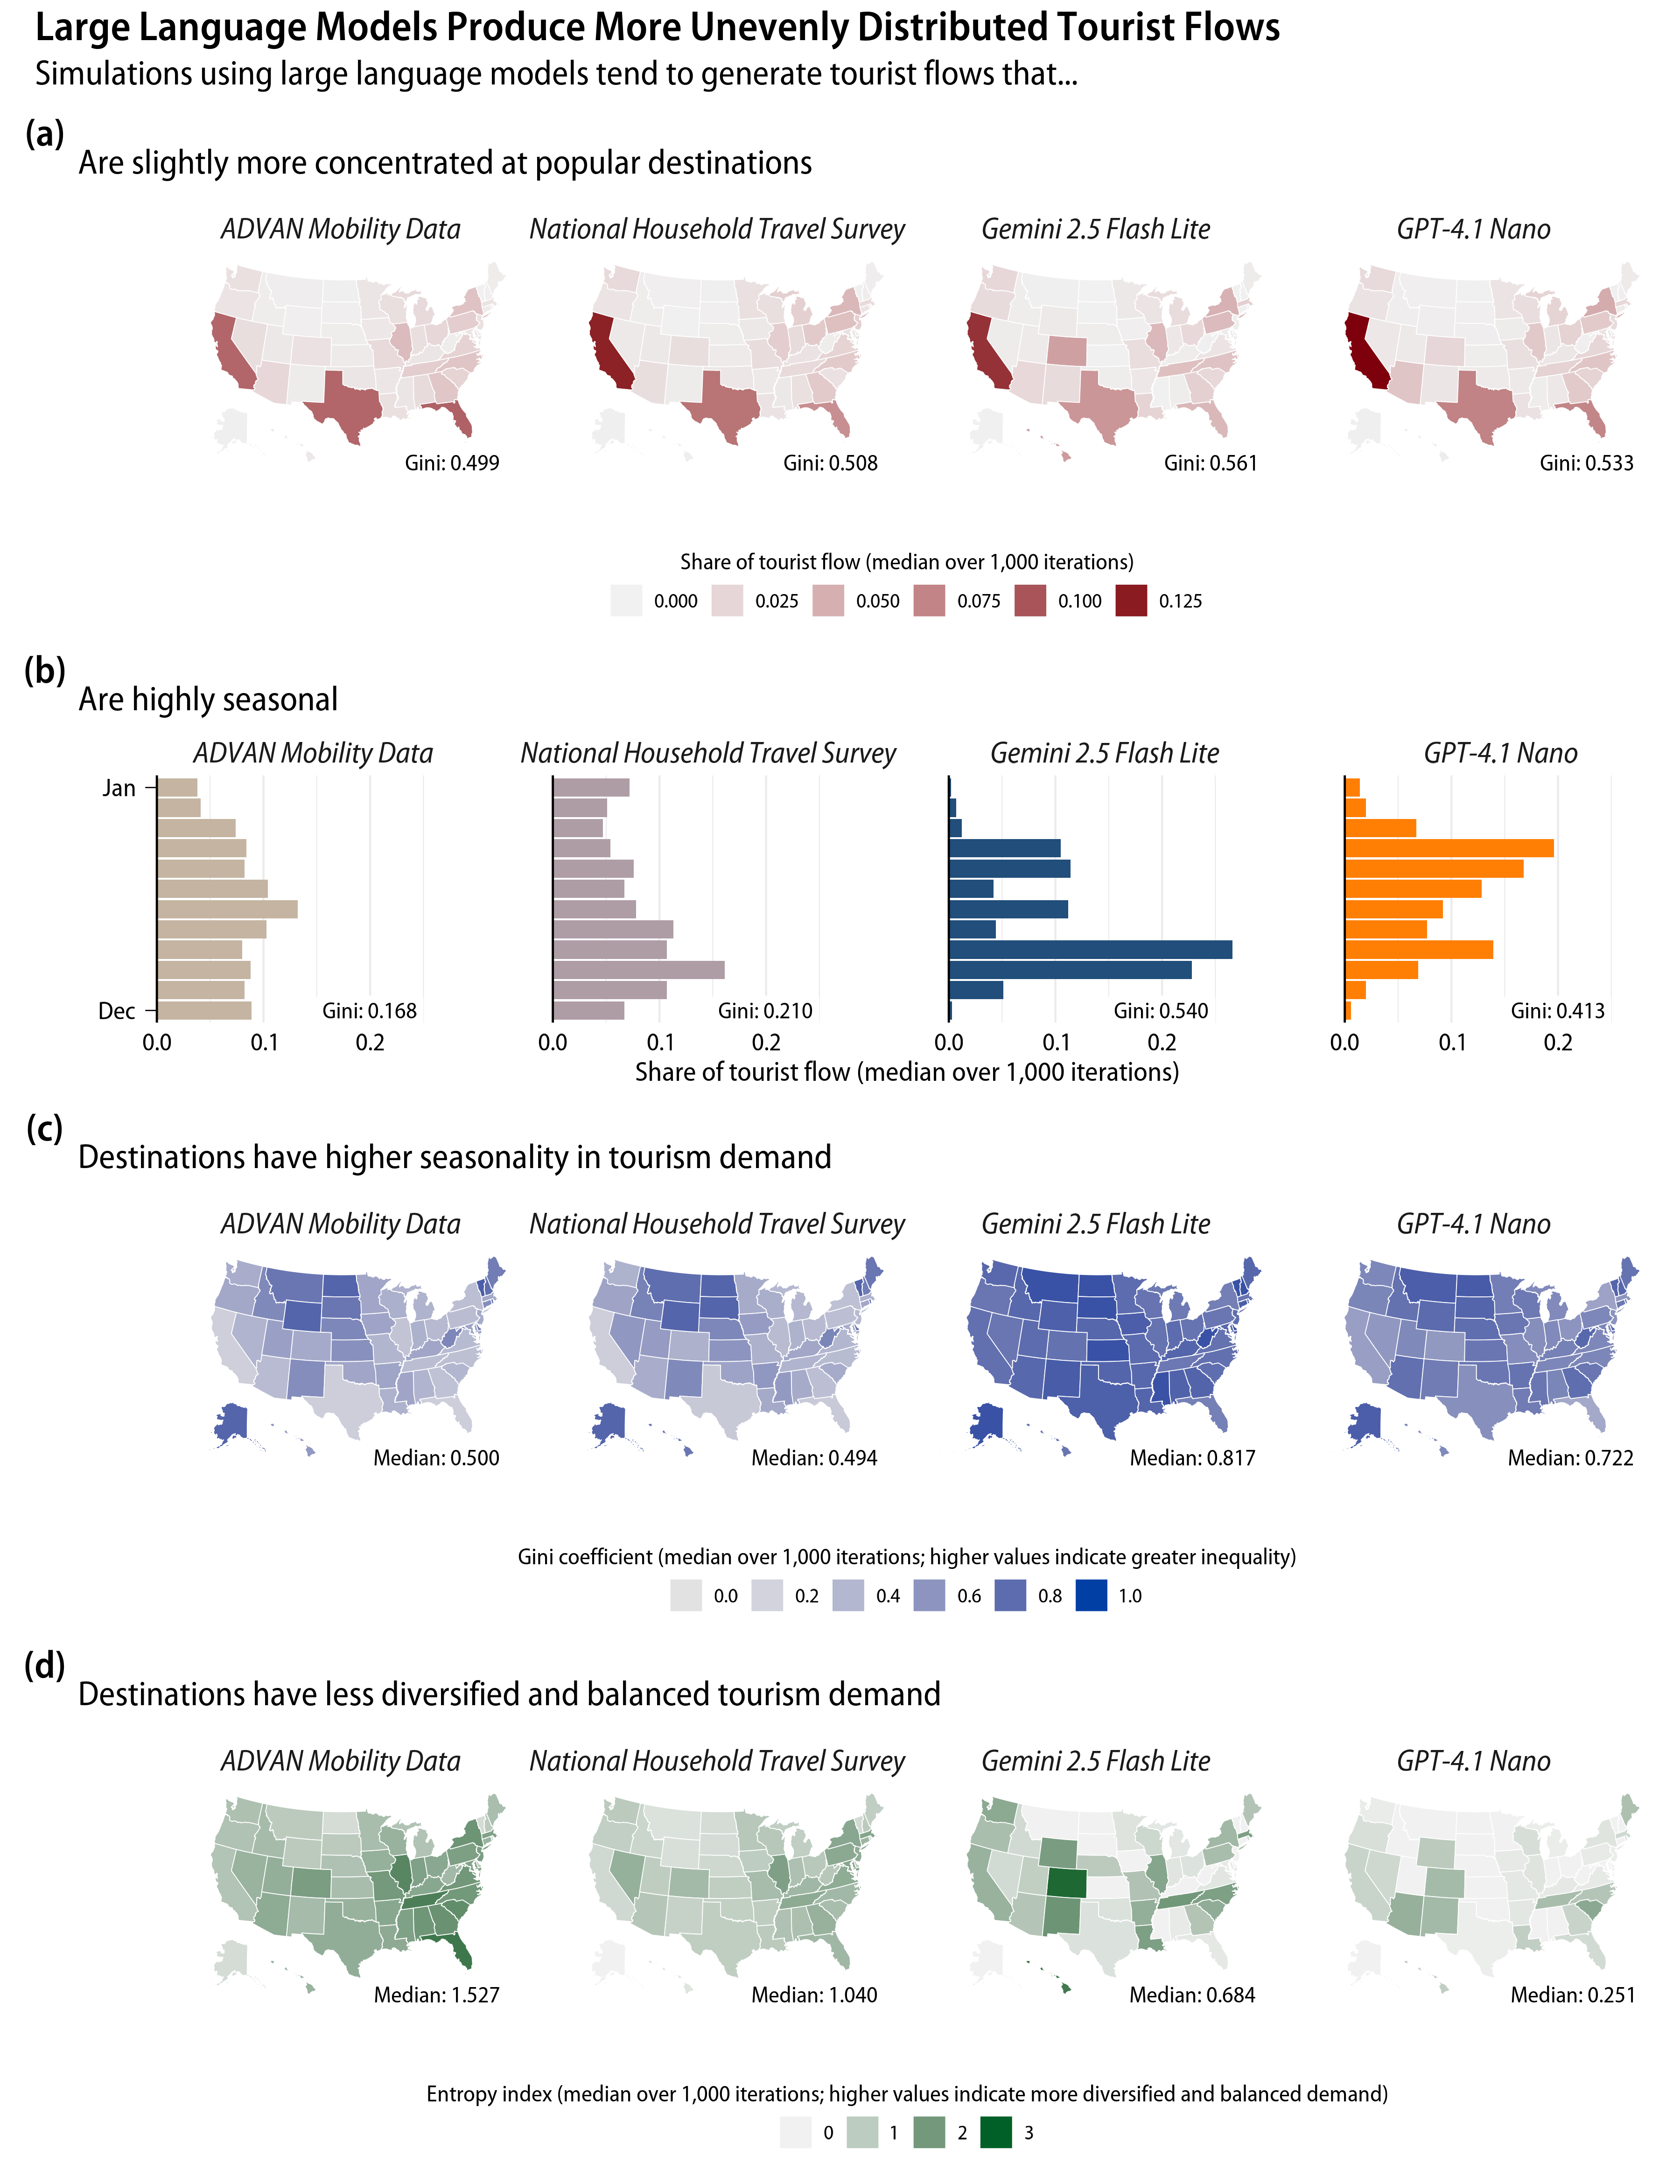 Large Language Models Produce More Unevenly Distributed Tourist Flows
Simulations using large language models tend to generate tourist flows that...
(a)
Are slightly more concentrated at popular destinations
ADVAN Mobility Data
National Household Travel Survey
Gemini 2.5 Flash Lite
GPT-4.1 Nano
Gini: 0.499
Gini: 0.508
Gini: 0.561
Gini: 0.533
Share of tourist flow (median over 1,000 iterations)
0.000 0.025 0.050 0.075 0.100 0.125
(b)
Are highly seasonal
ADVAN Mobility Data
National Household Travel Survey
Gemini 2.5 Flash Lite
GPT-4.1 Nano
Jan
Dec
Gini: 0.168
Gini: 0.210
Gini: 0.540
Gini: 0.413
0.0 0.1 0.2
0.0 0.1 0.2
0.0 0.1 0.2
0.0 0.1 0.2
Share of tourist flow (median over 1,000 iterations)
(c)
Destinations have higher seasonality in tourism demand
ADVAN Mobility Data
National Household Travel Survey
Gemini 2.5 Flash Lite
GPT-4.1 Nano
Median: 0.500
Median: 0.494
Median: 0.817
Median: 0.722
Gini coefficient (median over 1,000 iterations; higher values indicate greater inequality)
0.0 0.2 0.4 0.6 0.8 1.0
(d)
Destinations have less diversified and balanced tourism demand
ADVAN Mobility Data
National Household Travel Survey
Gemini 2.5 Flash Lite
GPT-4.1 Nano
Median: 1.527
Median: 1.040
Median: 0.684
Median: 0.251
Entropy index (median over 1,000 iterations; higher values indicate more diversified and balanced demand)
0 1 2 3